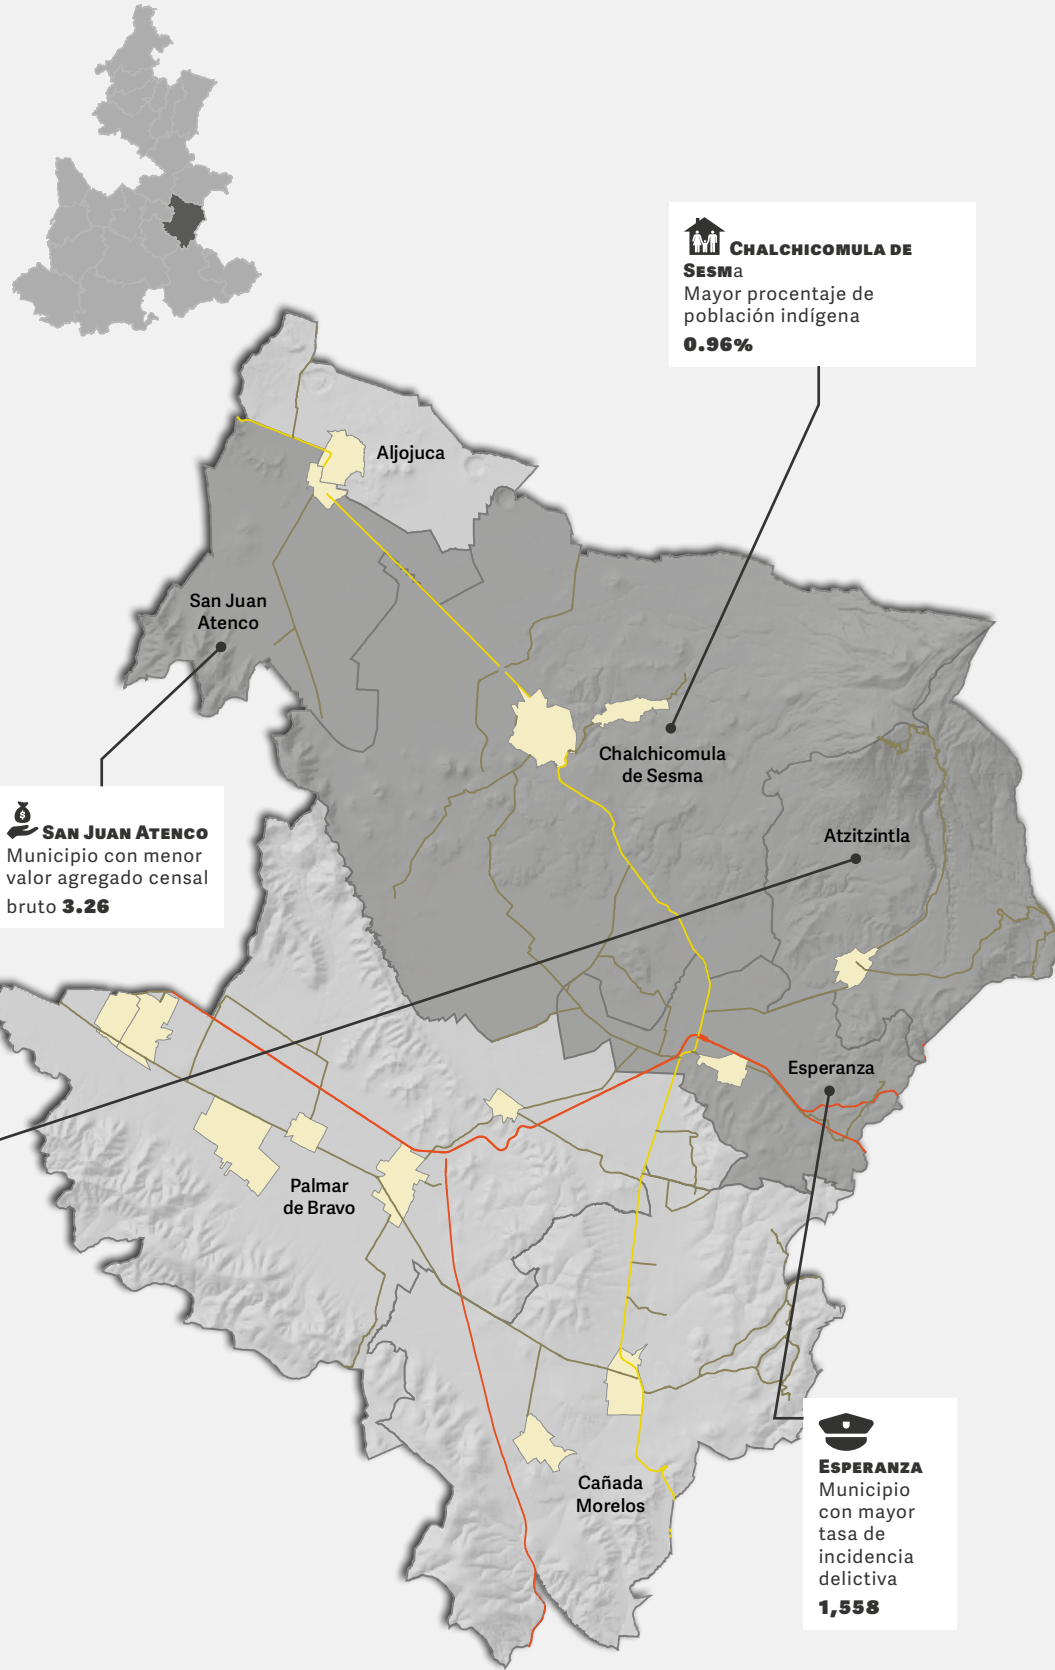 CHALCHICOMULA DE
SESMa
Mayor procentaje de
población indígena
0.96%
Aljojuca
San Juan
Atenco
Chalchicomula
de Sesma
SAN JUAN ATENCO
Municipio con menor
valor agregado censal
bruto 3.26
Atzitzintla
Esperanza
Palmar
de Bravo
Cañada
Morelos
ESPERANZA
Municipio
con mayor
tasa de
incidencia
delictiva
1,558